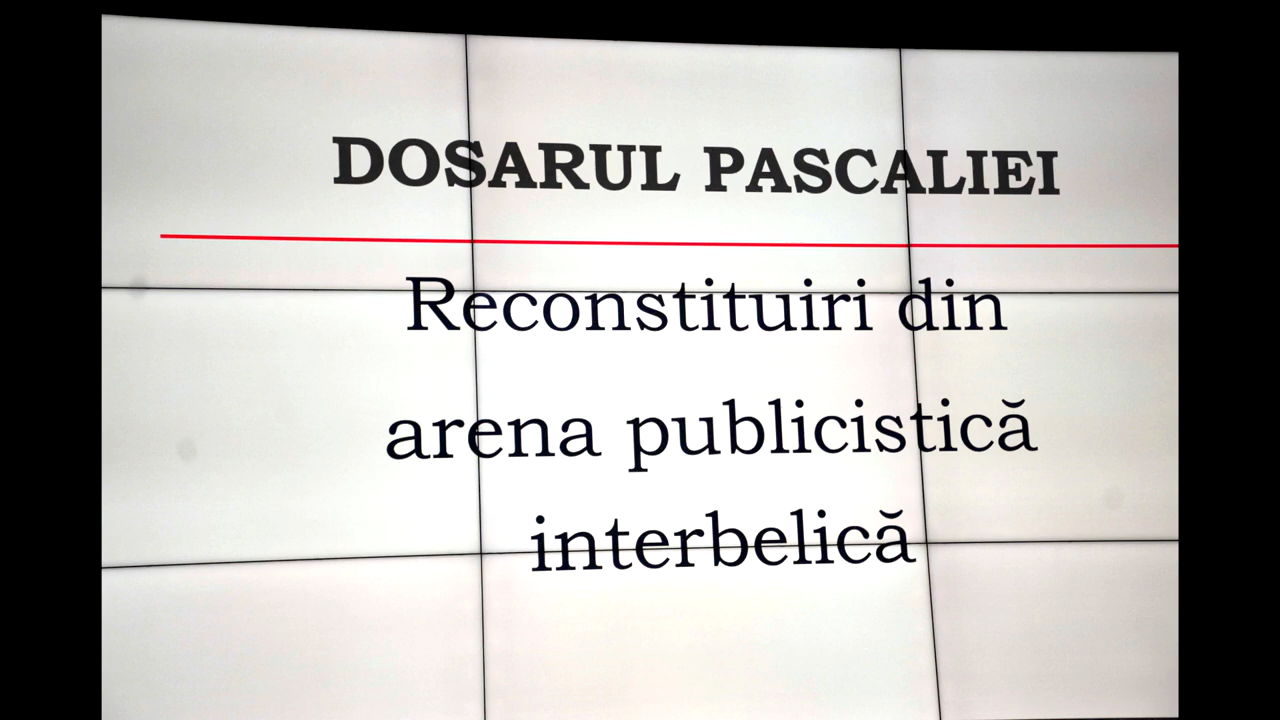 DOSARUL PASCALIEI
Reconstituiri din
arena publicistică
interbelică